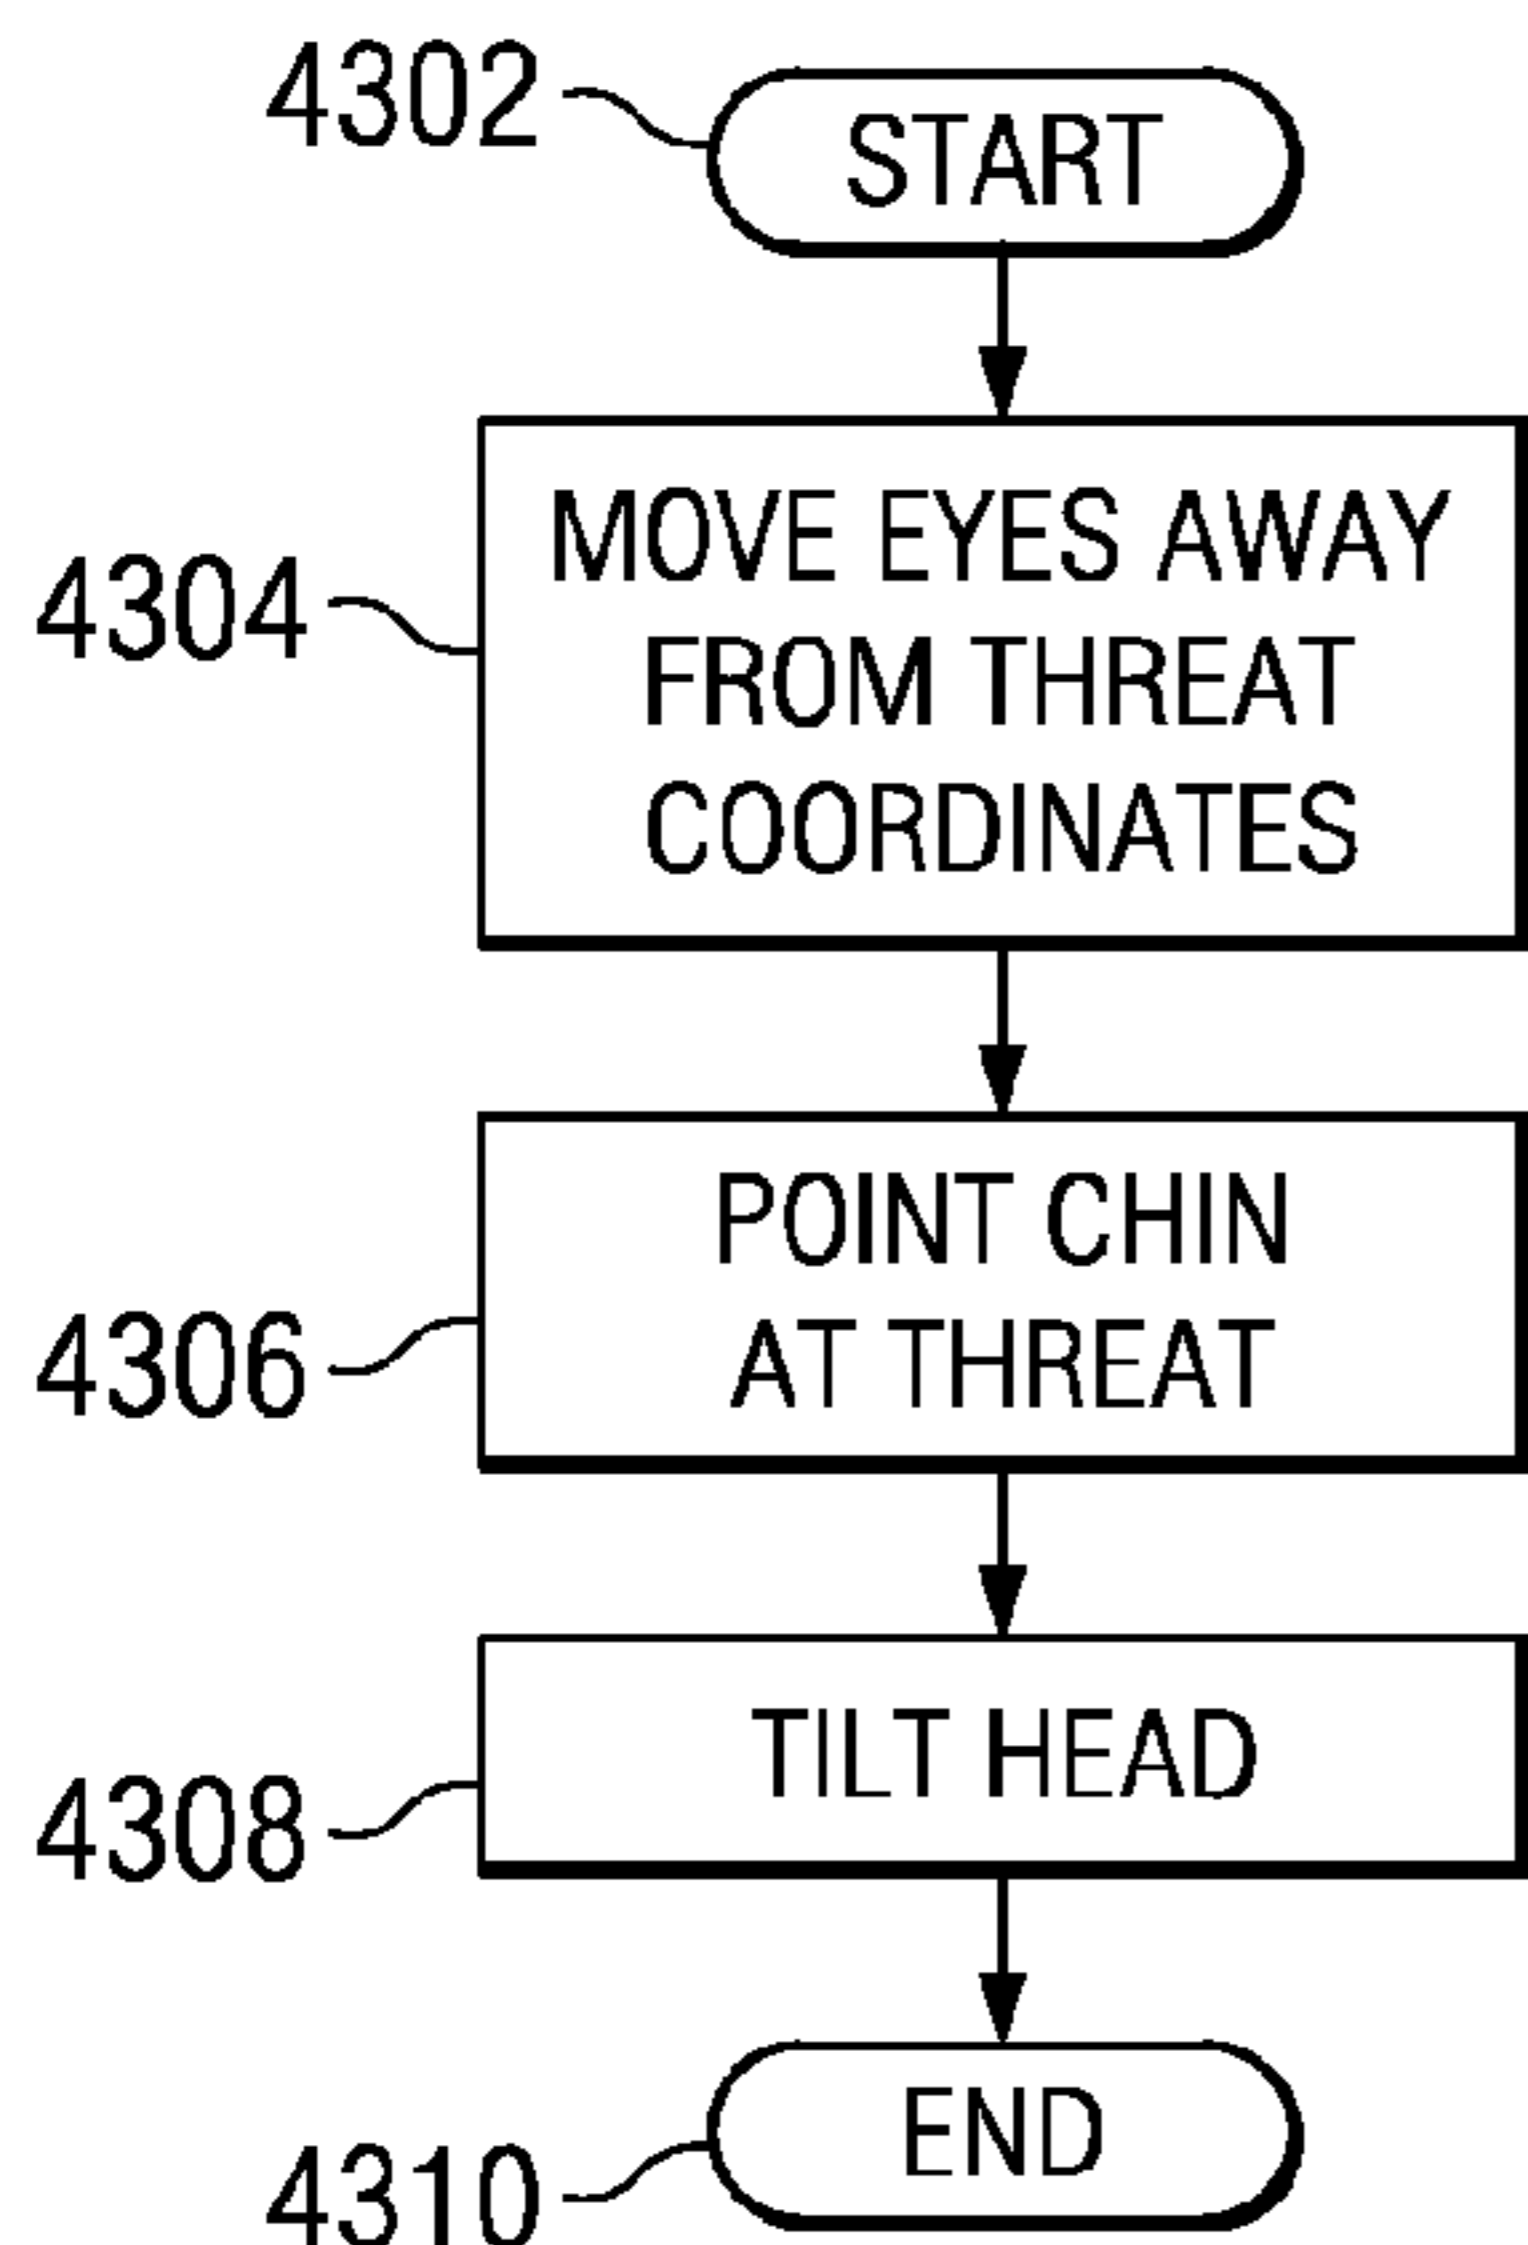 4302
START
4304
MOVE EYES AWAY
FROM THREAT
COORDINATES
4306
POINT CHIN
AT THREAT
4308
TILT HEAD
4310
END